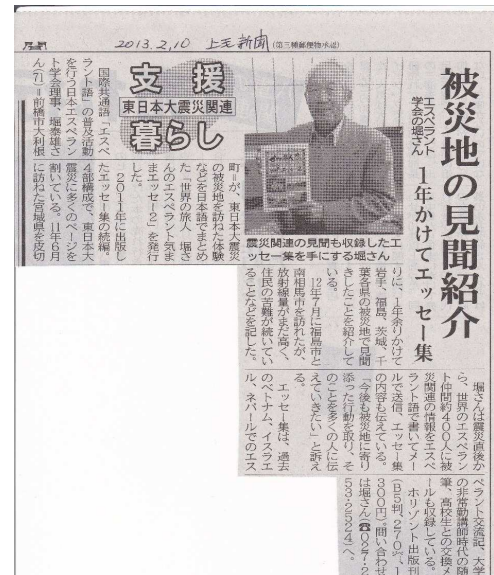 2013.2.10 上毛新聞
(第三種郵便物承認)
被災地の見聞紹介
エスペラント
学会の堀さん
1年かけてエッセー集
支援
東日本大震災関連
暮らし
震災関連の見聞も収録したエ
ッセー集を手にする堀さん
国際共通語「エスペ
ラント語」の普及活動
を行う日本エスペラン
ト学会理事、堀泰雄さ
ん(71)=前橋市大利根
町=が、東日本大震災
の被災地を訪ねた体験
などを日本語でまとめ
た「世界の旅人 堀さ
んのエスペラント気ま
まエッセー2」を発行
した。
2011年に出版し
たエッセー集の続編。
4部構成で、東日本大
震災に多くのページを
割いている。11年6月
に訪ねた宮城県を皮切
りに、1年余りかけて
岩手、福島、茨城、千
葉各県の被災地で見聞
きしたことを紹介して
いる。
12年7月に福島市と
南相馬市を訪れたが、
放射線量がまだ高く、
住民の苦難が続いてい
ることなどを記した。
堀さんは震災直後か
ら、世界のエスペラン
ト仲間約400人に被
災関連の情報をエスペ
ラント語で書いてメー
ルで送信、エッセー集
の内容も伝えている。
「今後も被災地に寄り
添った行動を取り、そ
のことを多くの人に伝
えていきたい」と訴え
る。
エッセー集は、過去
のベトナム、イスラエ
ル、ネパールでのエス
ペラント交流記、大学
の非常勤講師時代の随
筆、高校生との交換メ
ールも収録している。
ホリゾント出版刊
(B5判、270㌻、1
300円)。問い合わせ
は堀さん(☎027・2
53・2524)へ。